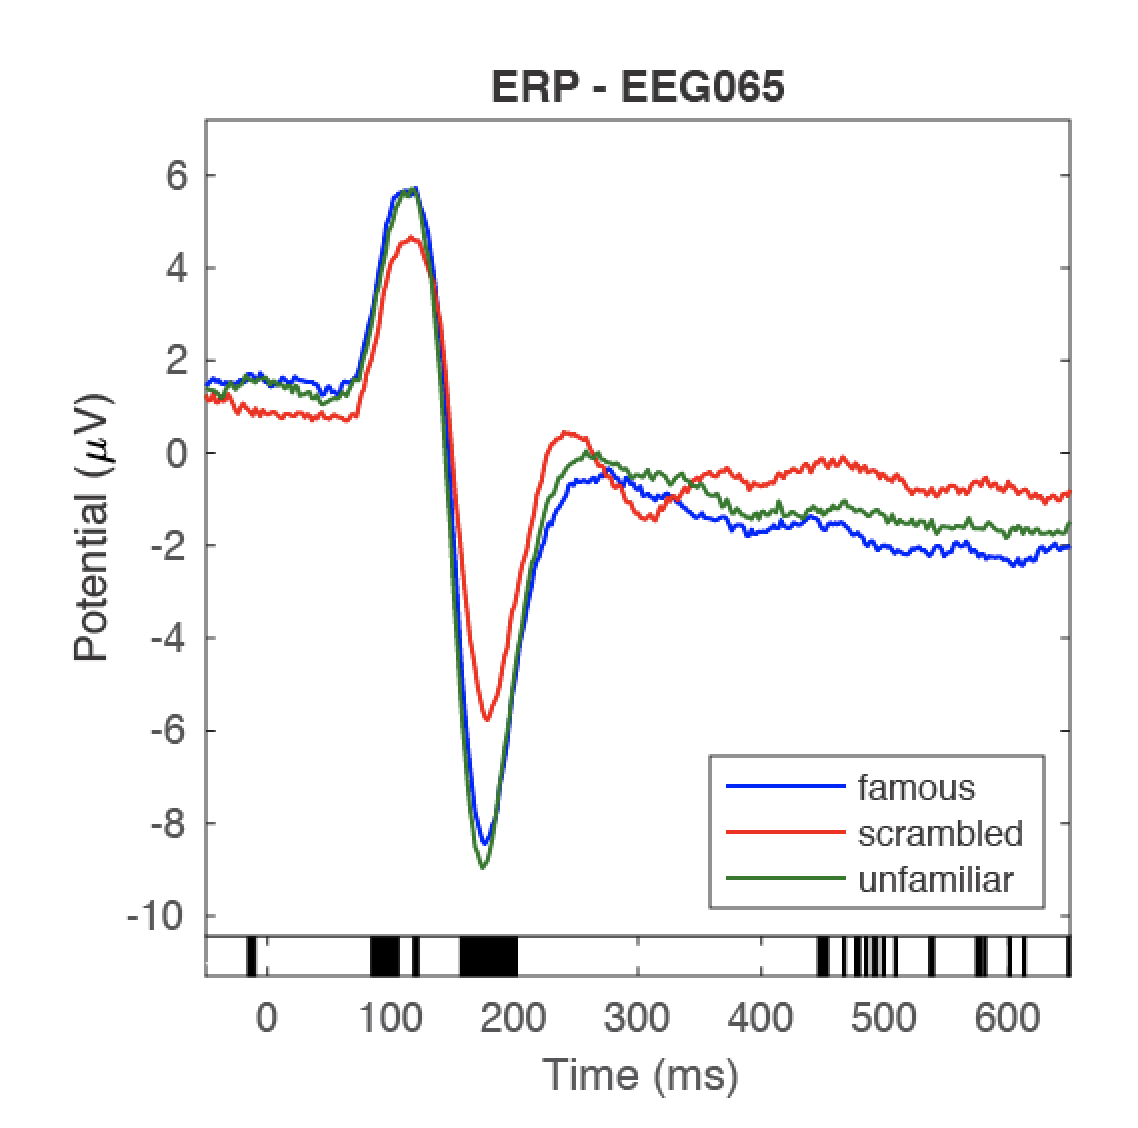 ERP - EEG065
6
4
2
0
-2
-4
-6
-8
-10
Potential (μV)
famous
scrambled
unfamiliar
0 100 200 300 400 500 600
Time (ms)